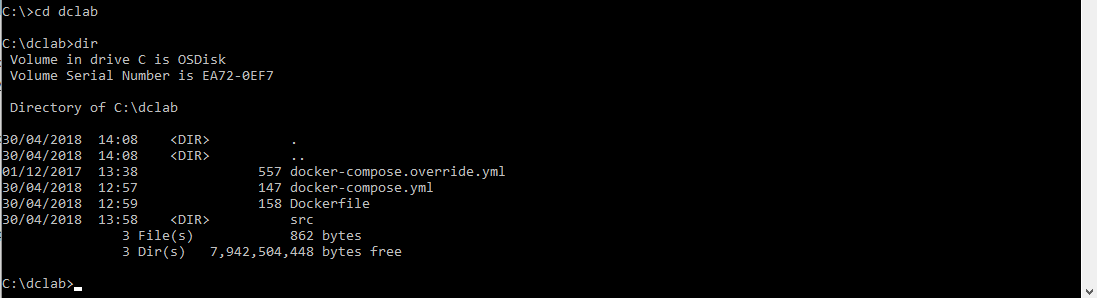 C:\>cd dclab
C:\dclab>dir
 Volume in drive C is OSDisk
 Volume Serial Number is EA72-0EF7
 Directory of C:\dclab
30/04/2018  14:08    <DIR>          .
30/04/2018  14:08    <DIR>          ..
01/12/2017  13:38               557 docker-compose.override.yml
30/04/2018  12:57               147 docker-compose.yml
30/04/2018  12:59               158 Dockerfile
30/04/2018  13:58    <DIR>          src
               3 File(s)            862 bytes
               3 Dir(s)   7,942,504,448 bytes free
C:\dclab>